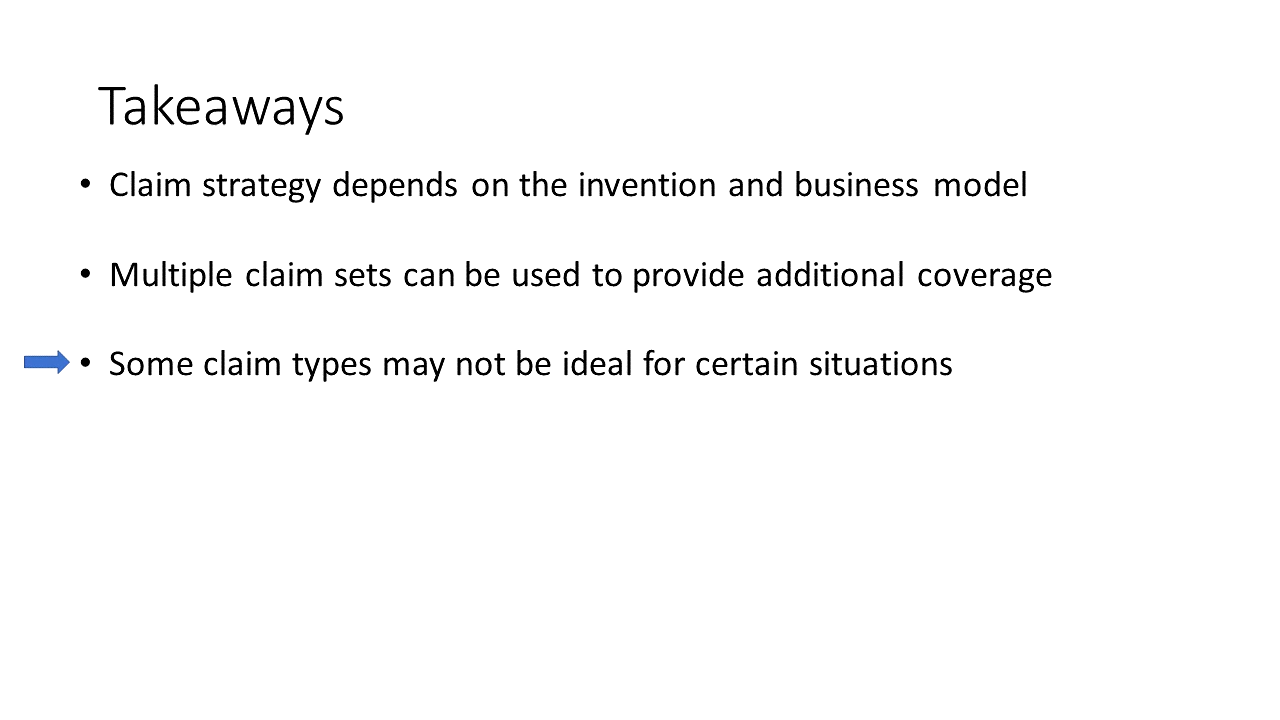 Takeaways
• Claim strategy depends on the invention and business model
• Multiple claim sets can be used to provide additional coverage
• Some claim types may not be ideal for certain situations